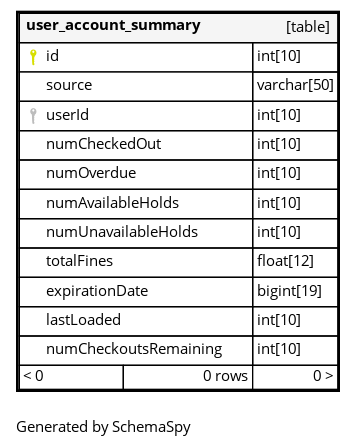 user_account_summary [table]
id int[10]
source varchar[50]
userId int[10]
numCheckedOut int[10]
numOverdue int[10]
numAvailableHolds int[10]
numUnavailableHolds int[10]
totalFines float[12]
expirationDate bigint[19]
lastLoaded int[10]
numCheckoutsRemaining int[10]
< 0 0 rows 0 >
Generated by SchemaSpy